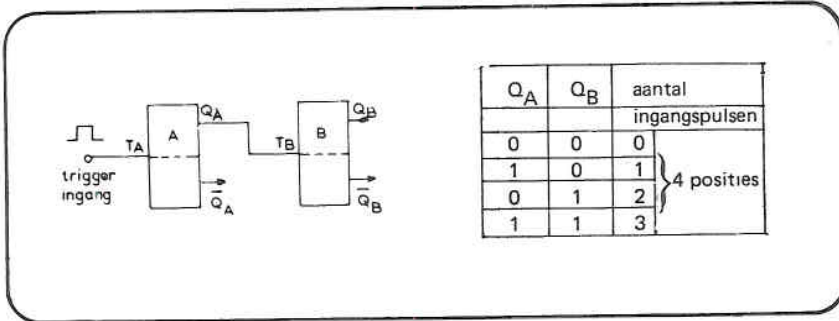 Q_A
Q_B
T_A
A
T_B
B
trigger
ingang
Q̅_A
Q̅_B
Q_A Q_B aantal
ingangspulsen
0 0 0
1 0 1
0 1 2
1 1 3
4 posities